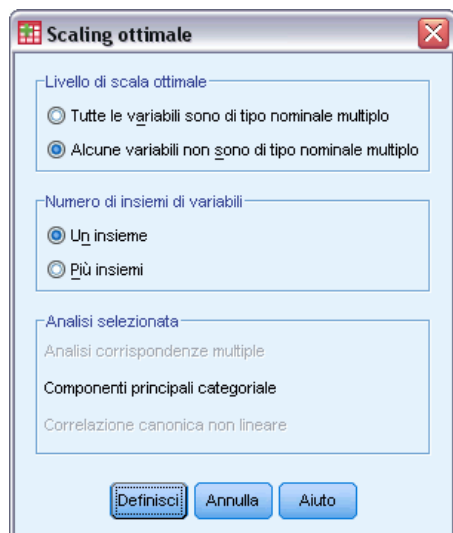 Scaling ottimale
Livello di scala ottimale
Tutte le variabili sono di tipo nominale multiplo
Alcune variabili non sono di tipo nominale multiplo
Numero di insiemi di variabili
Un insieme
Più insiemi
Analisi selezionata
Analisi corrispondenze multiple
Componenti principali categoriale
Correlazione canonica non lineare
Definisci Annulla Aiuto